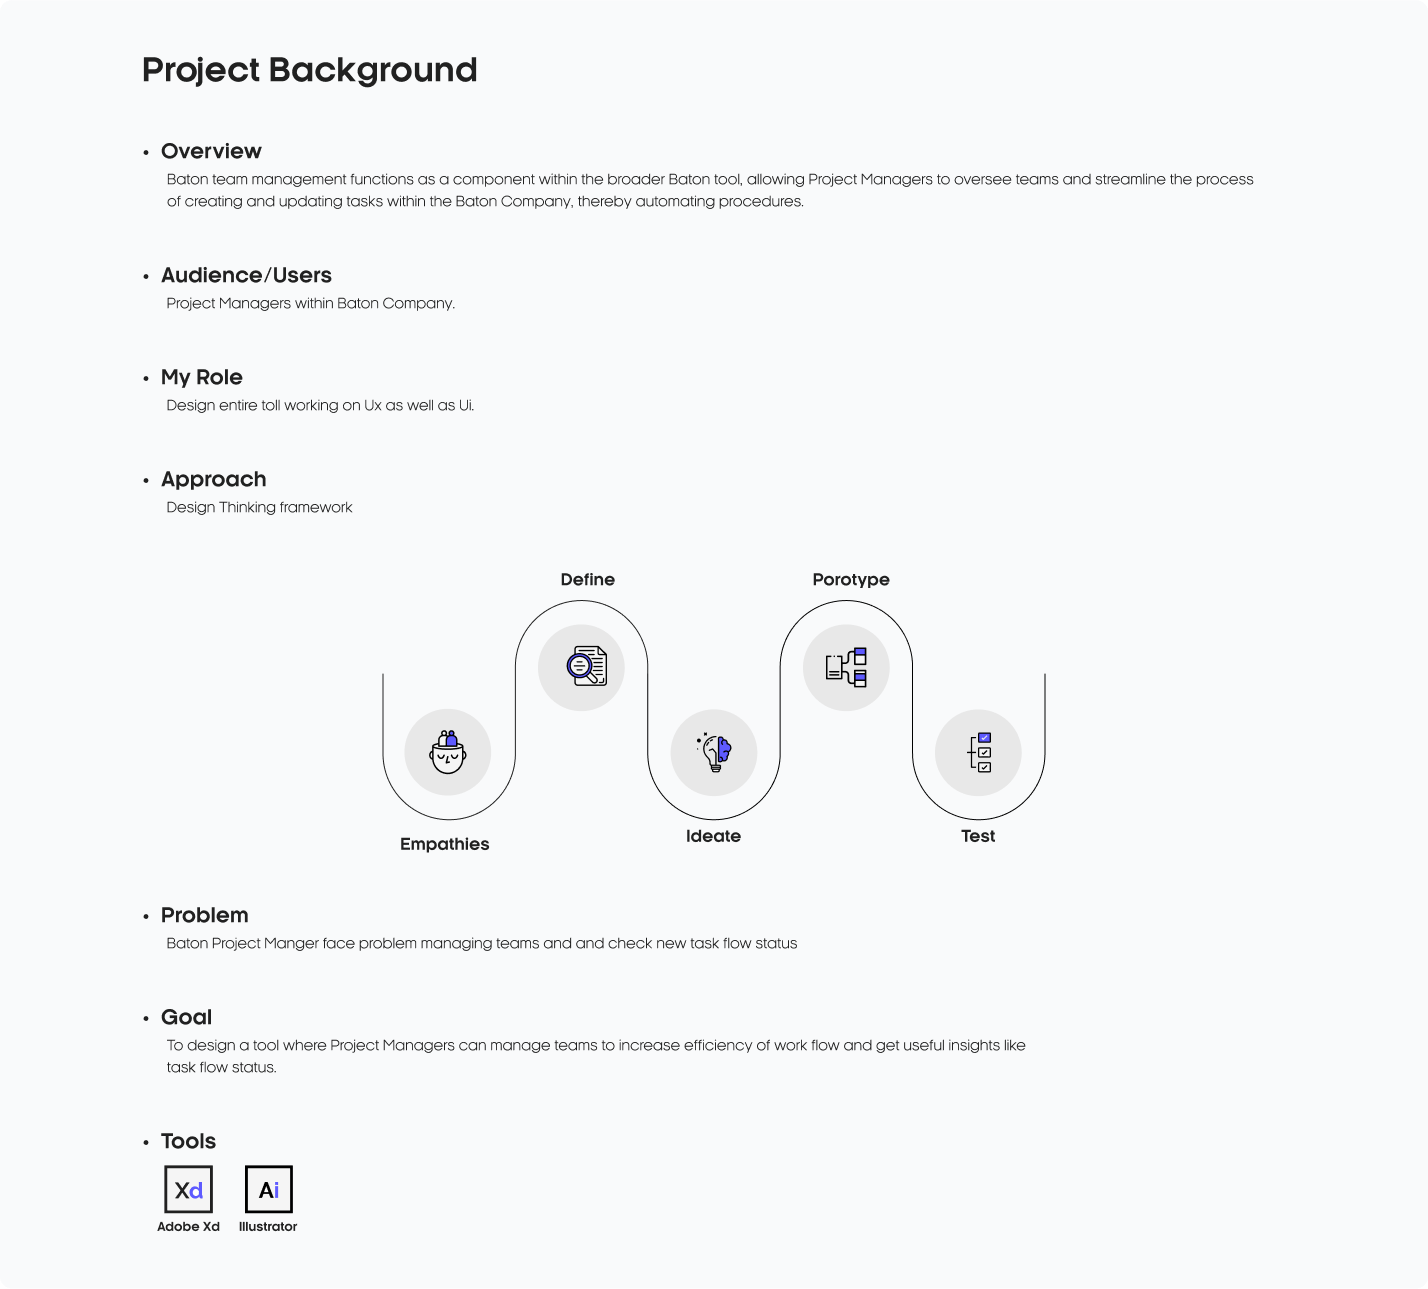 Project Background
• Overview
Baton team management functions as a component within the broader Baton tool, allowing Project Managers to oversee teams and streamline the process
of creating and updating tasks within the Baton Company, thereby automating procedures.
• Audience/Users
Project Managers within Baton Company.
• My Role
Design entire toll working on Ux as well as Ui.
• Approach
Design Thinking framework
Define
Porotype
Empathies
Ideate
Test
• Problem
Baton Project Manger face problem managing teams and and check new task flow status
• Goal
To design a tool where Project Managers can manage teams to increase efficiency of work flow and get useful insights like
task flow status.
• Tools
Xd
Ai
Adobe Xd
Illustrator